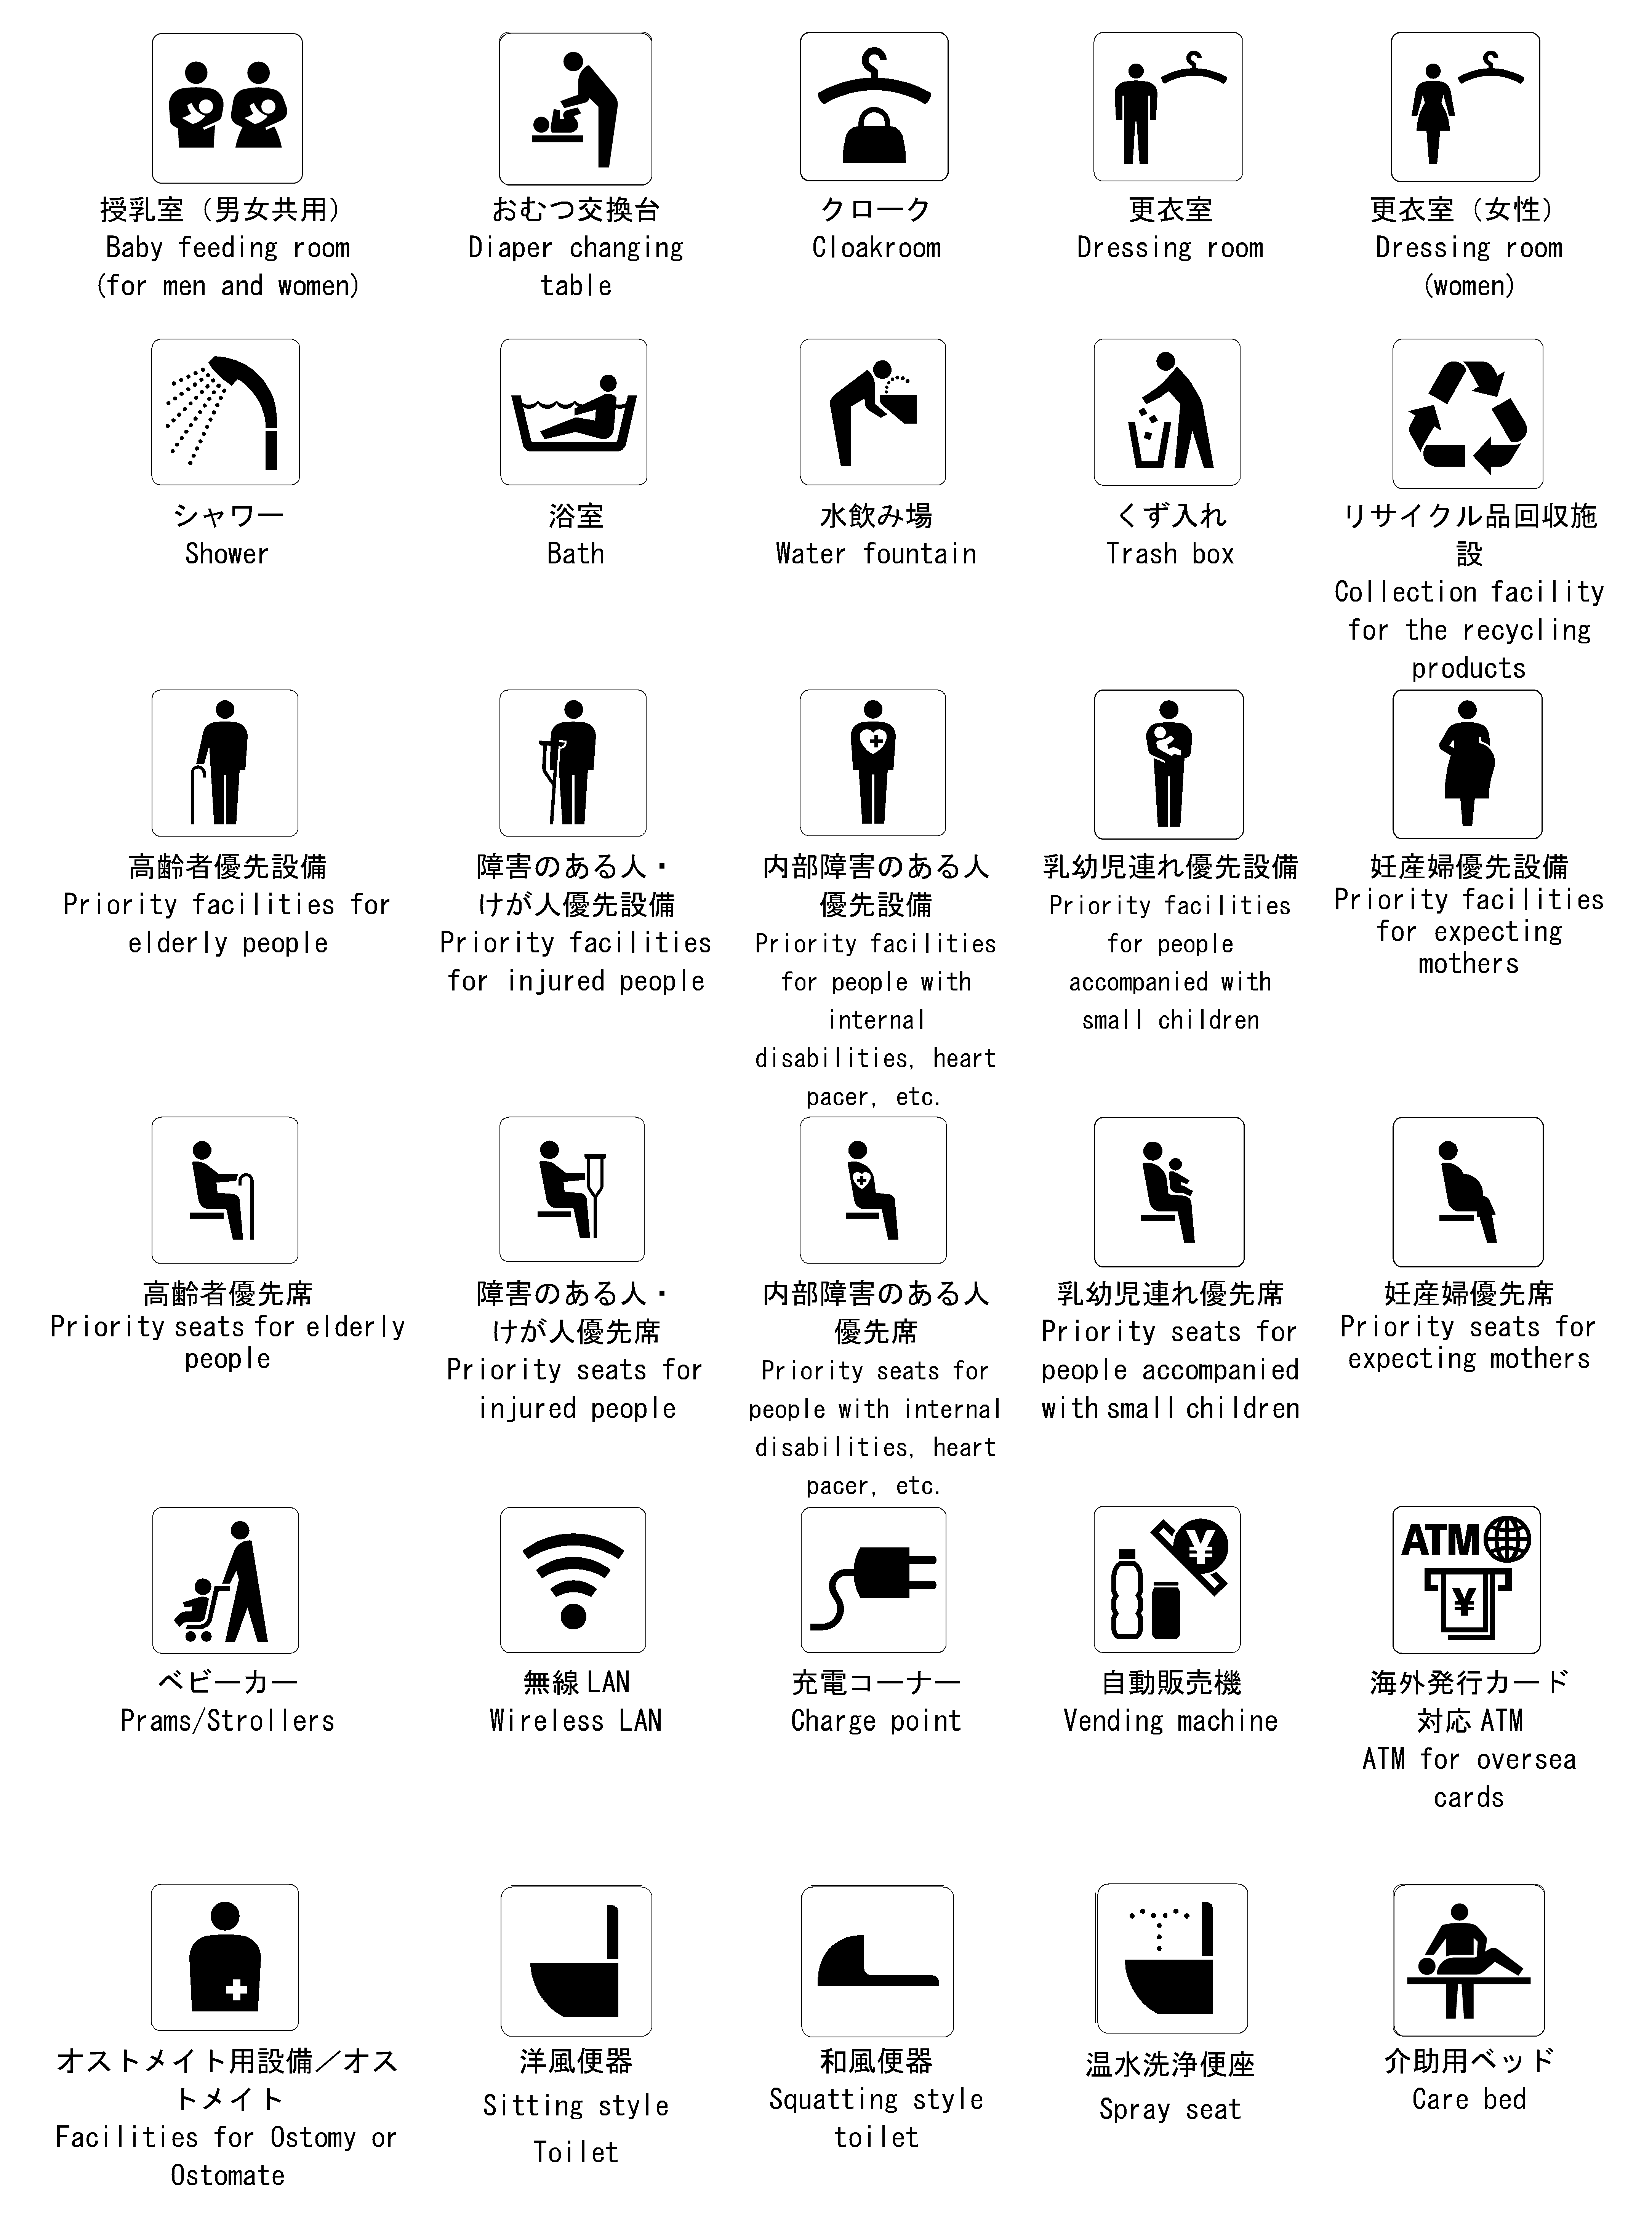 授乳室（男女共用）
Baby feeding room
(for men and women)
おむつ交換台
Diaper changing
table
クローク
Cloakroom
更衣室
Dressing room
更衣室（女性）
Dressing room
(women)
シャワー
Shower
浴室
Bath
水飲み場
Water fountain
くず入れ
Trash box
リサイクル品回収施
設
Collection facility
for the recycling
products
高齢者優先設備
Priority facilities for
elderly people
障害のある人・
けが人優先設備
Priority facilities
for injured people
内部障害のある人
優先設備
Priority facilities
for people with
internal
disabilities, heart
pacer, etc.
乳幼児連れ優先設備
Priority facilities
for people
accompanied with
small children
妊産婦優先設備
Priority facilities
for expecting
mothers
高齢者優先席
Priority seats for elderly
people
障害のある人・
けが人優先席
Priority seats for
injured people
内部障害のある人
優先席
Priority seats for
people with internal
disabilities, heart
pacer, etc.
乳幼児連れ優先席
Priority seats for
people accompanied
with small children
妊産婦優先席
Priority seats for
expecting mothers
ベビーカー
Prams/Strollers
無線LAN
Wireless LAN
充電コーナー
Charge point
¥
自動販売機
Vending machine
ATM
¥
海外発行カード
対応ATM
ATM for oversea
cards
オストメイト用設備／オス
トメイト
Facilities for Ostomy or
Ostomate
洋風便器
Sitting style
Toilet
和風便器
Squatting style
toilet
温水洗浄便座
Spray seat
介助用ベッド
Care bed